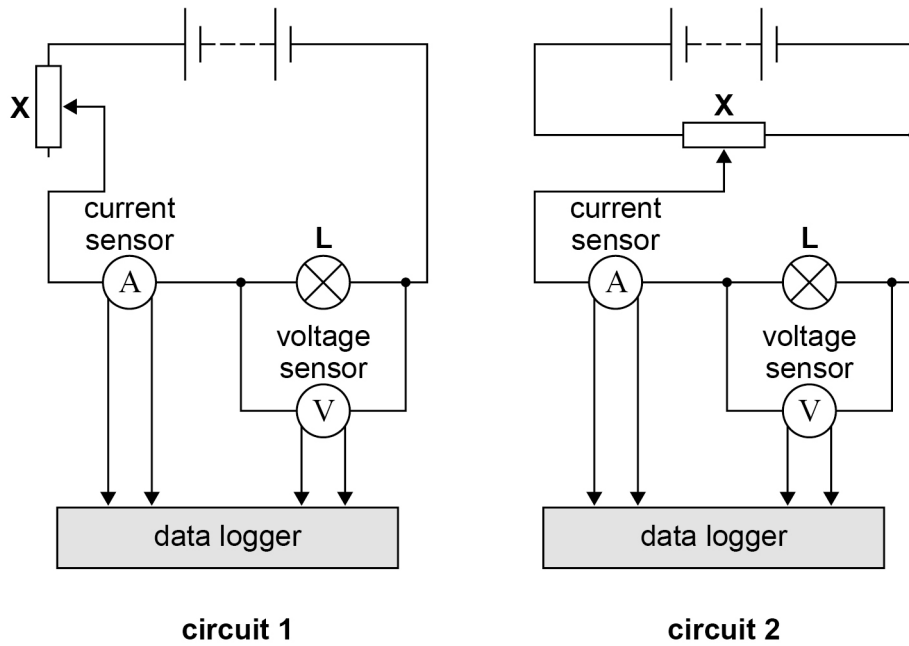 X
current
sensor
A
L
voltage
sensor
V
data logger
circuit 1
X
current
sensor
A
L
voltage
sensor
V
data logger
circuit 2